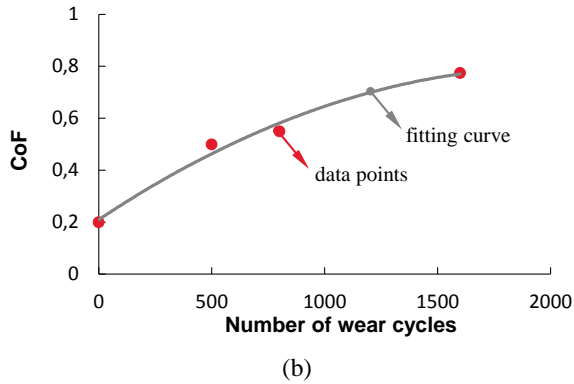 1
0,8
0,6
0,4
0,2
0
CoF
fitting curve
data points
0 500 1000 1500 2000
Number of wear cycles
(b)